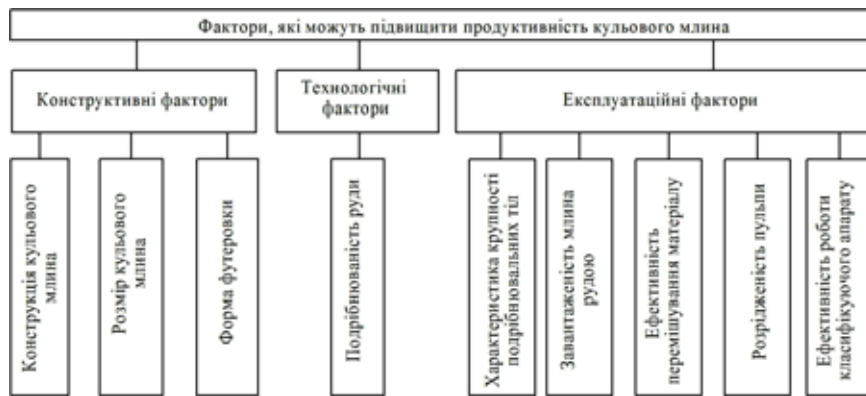 Фактори, які можуть підвищити продуктивність кульового млина
Конструктивні фактори
Технологічні
фактори
Експлуатаційні фактори
Конструкція кульового
млина
Розмір кульового
млина
Форма футеровки
Подрібнюваність руди
Характеристика крупності
подрібнювальних тіл
Завантаженість млина
рудою
Ефективність
перемішування матеріалу
Розрідженість пульпи
Ефективність роботи
класифікуючого апарату